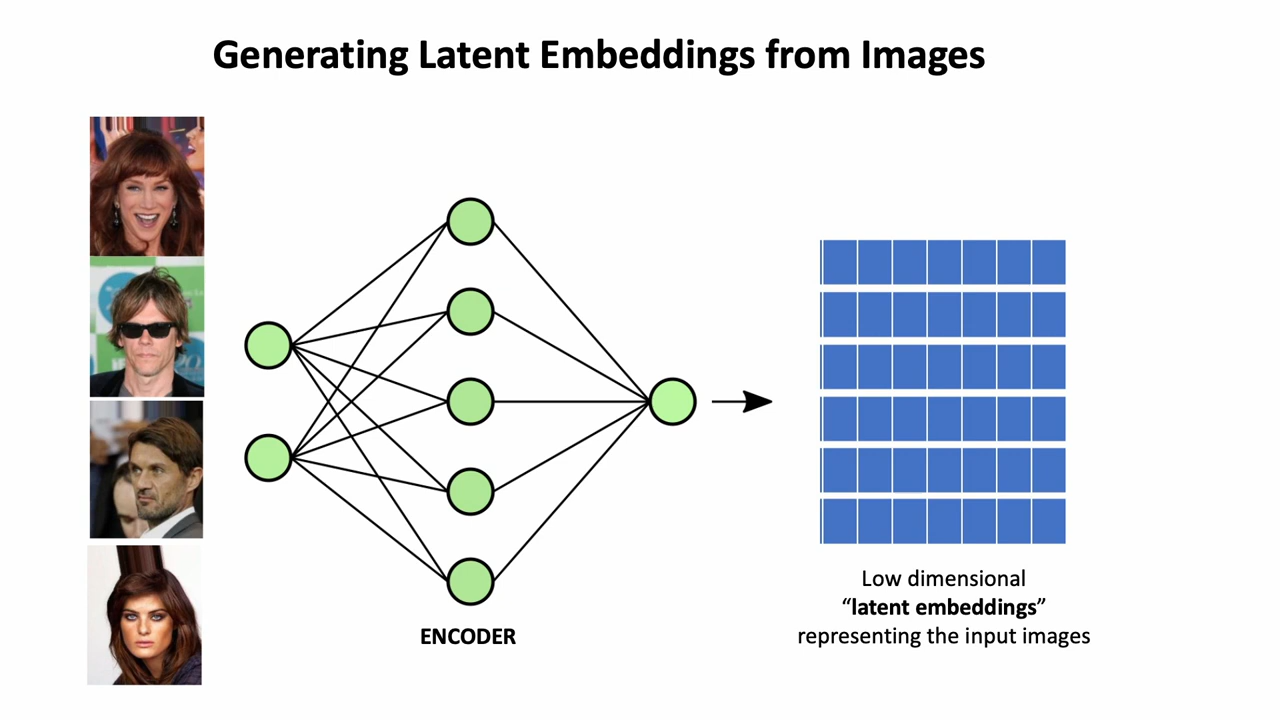 Generating Latent Embeddings from Images
ENCODER
Low dimensional
“latent embeddings”
representing the input images